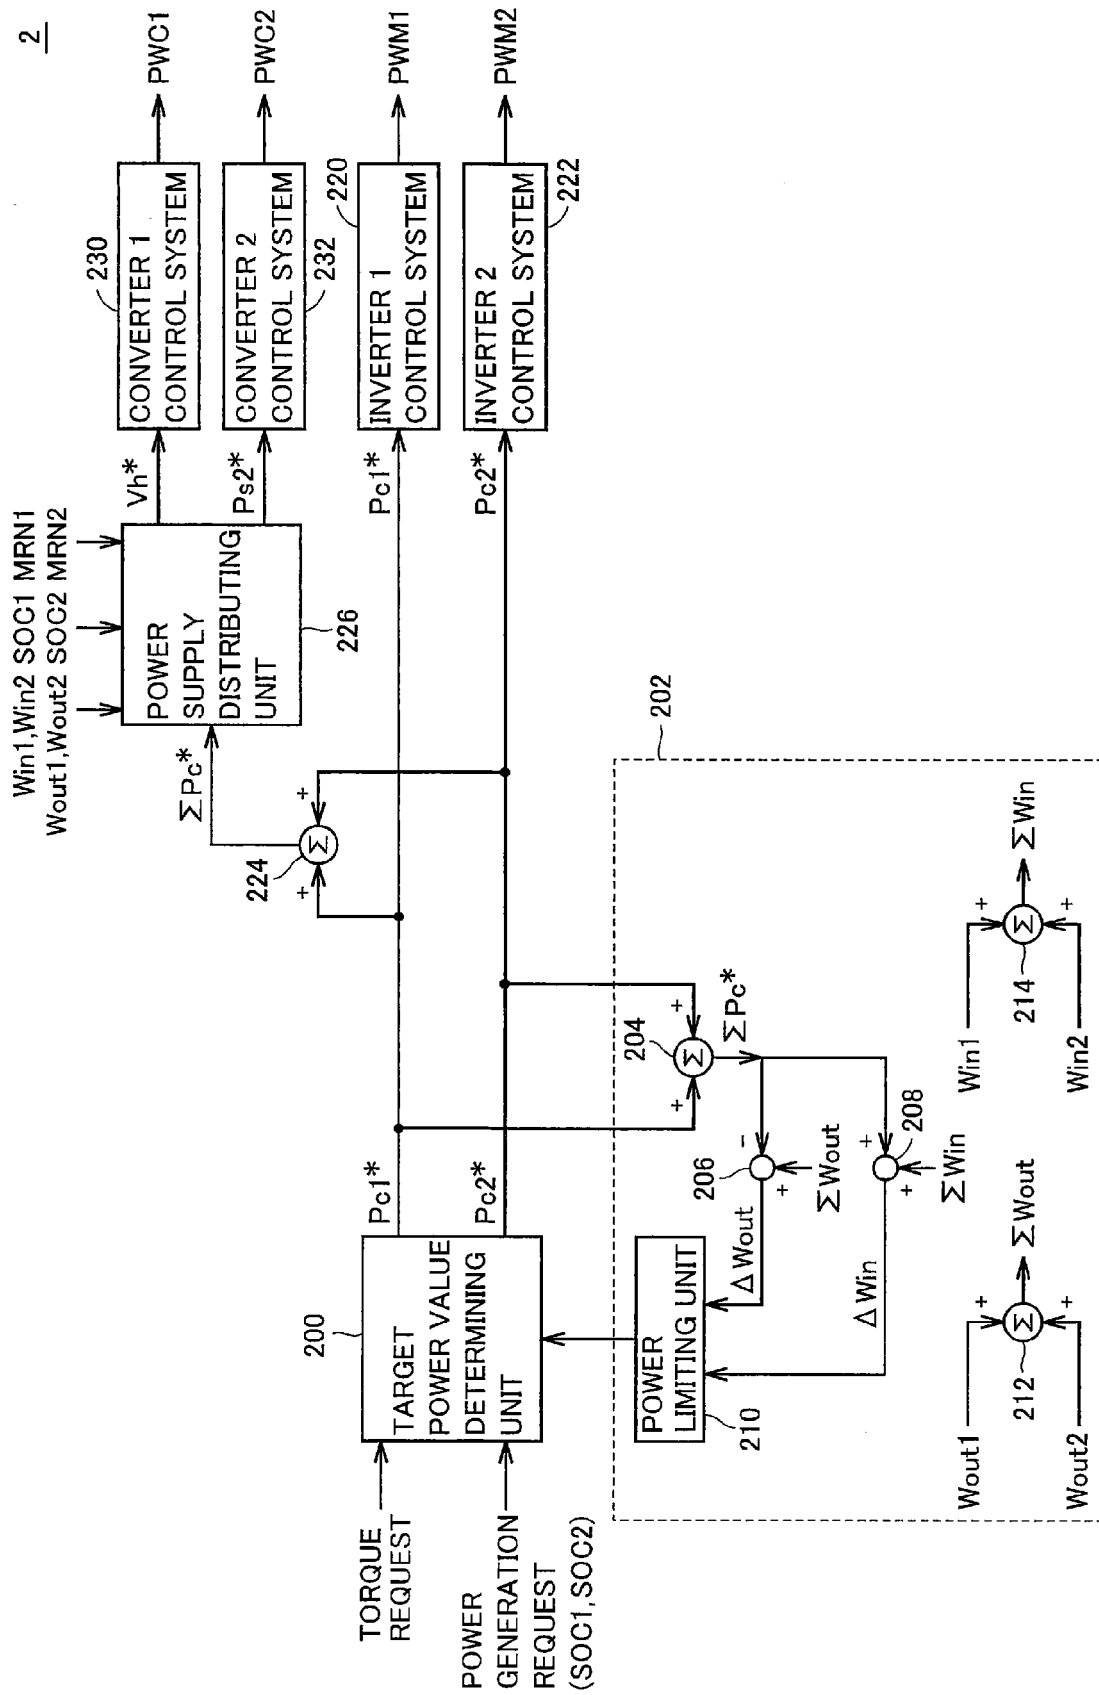 2
Win1,Win2 SOC1 MRN1
Wout1,Wout2 SOC2 MRN2
230
CONVERTER 1
CONTROL SYSTEM
PWC1
Vh*
POWER
SUPPLY
DISTRIBUTING
UNIT
226
Ps2*
CONVERTER 2
CONTROL SYSTEM
232
PWC2
ΣPc*
224
Σ
+
+
TORQUE
REQUEST
POWER
GENERATION
REQUEST
(SOC1,SOC2)
200
TARGET
POWER VALUE
DETERMINING
UNIT
Pc1*
Pc2*
Pc1*
220
INVERTER 1
CONTROL SYSTEM
PWM1
Pc2*
INVERTER 2
CONTROL SYSTEM
222
PWM2
202
POWER
LIMITING UNIT
210
204
Σ
+
+
ΣPc*
ΔWout
206
-
+
ΣWout
ΔWin
208
+
+
ΣWin
Wout1
Wout2
212
Σ
+
+
ΣWout
Win1
Win2
214
Σ
+
+
ΣWin